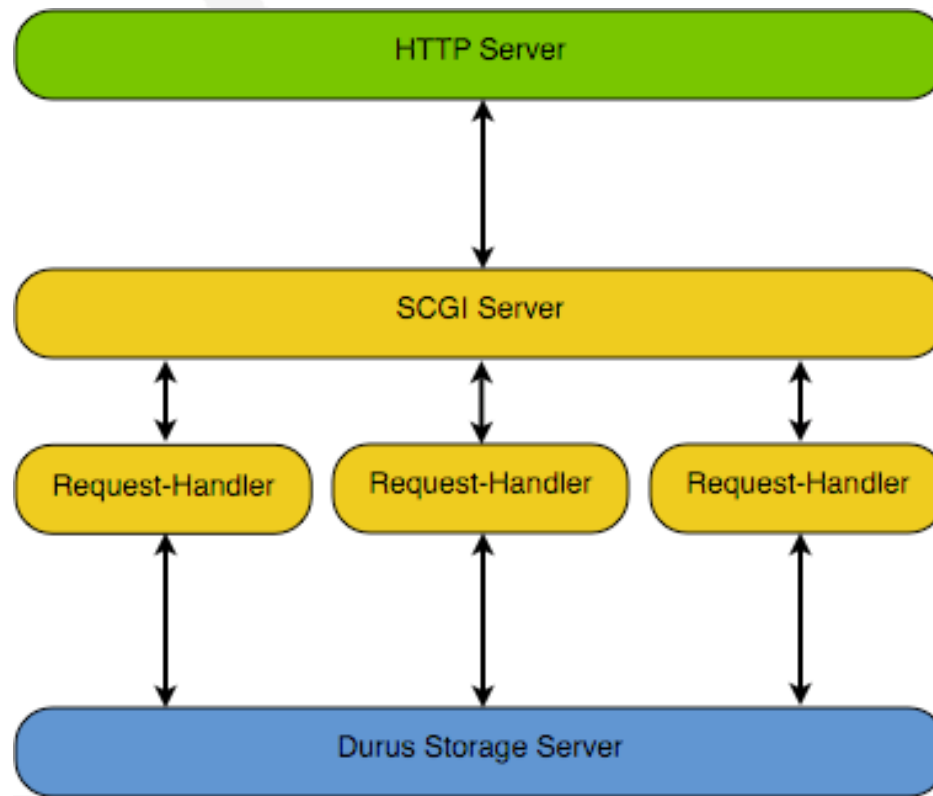 HTTP Server
SCGI Server
Request-Handler
Request-Handler
Request-Handler
Durus Storage Server